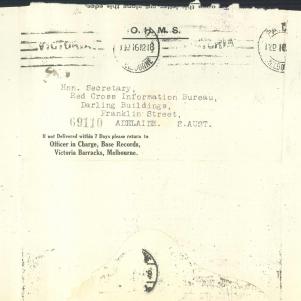 O. H. M. S.
VICTORIA
Hon. Secretary,
Red Cross Information Bureau,
Darling Buildings,
Franklin Street,
69110 ADELAIDE. S.AUST.
If not Delivered within 7 Days please return to
Officer in Charge, Base Records,
Victoria Barracks, Melbourne.